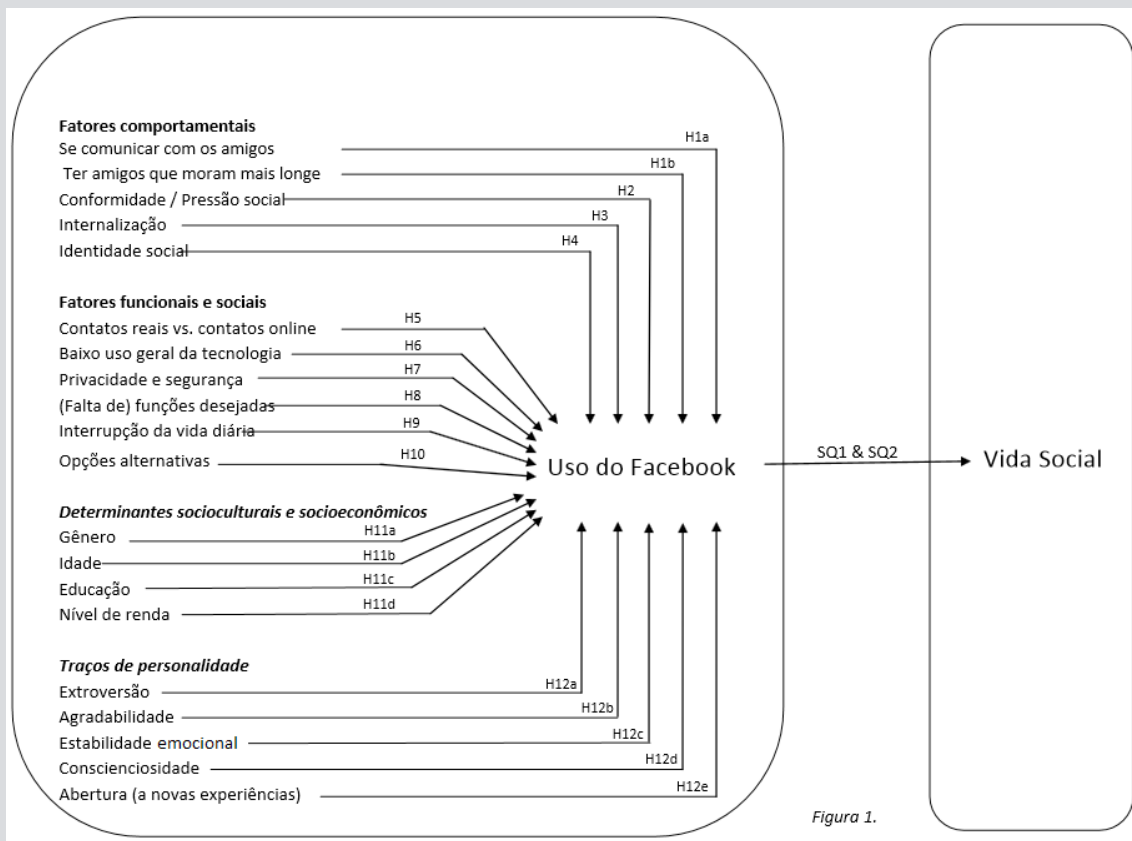 Fatores comportamentais
Se comunicar com os amigos H1a
Ter amigos que moram mais longe H1b
Conformidade / Pressão social H2
Internalização H3
Identidade social H4
Fatores funcionais e sociais
Contatos reais vs. contatos online H5
Baixo uso geral da tecnologia H6
Privacidade e segurança H7
(Falta de) funções desejadas H8
Interrupção da vida diária H9
Opções alternativas H10
Uso do Facebook SQ1 & SQ2 Vida Social
Determinantes socioculturais e socioeconômicos
Gênero H11a
Idade H11b
Educação H11c
Nível de renda H11d
Traços de personalidade
Extroversão H12a
Agradabilidade H12b
Estabilidade emocional H12c
Conscienciosidade H12d
Abertura (a novas experiências) H12e
Figura 1.